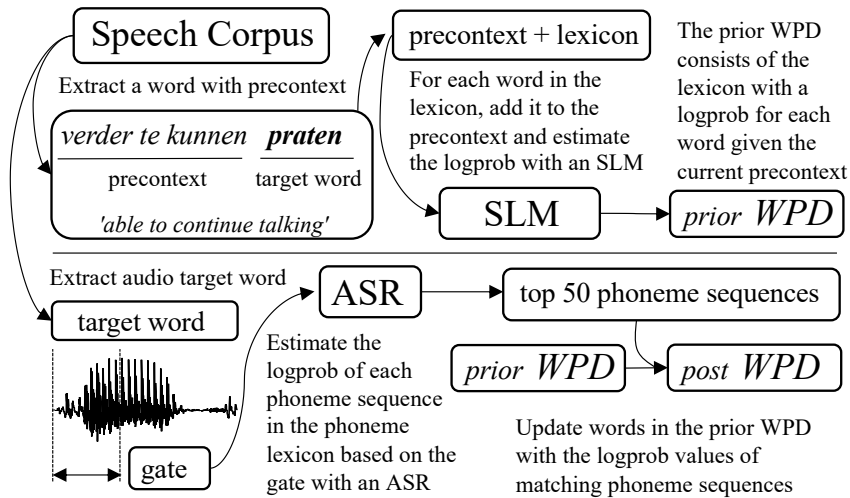 Speech Corpus
Extract a word with precontext
verder te kunnen praten
precontext target word
'able to continue talking'
precontext + lexicon
For each word in the
lexicon, add it to the
precontext and estimate
the logprob with an SLM
SLM
The prior WPD
consists of the
lexicon with a
logprob for each
word given the
current precontext
prior WPD
Extract audio target word
target word
gate
ASR
Estimate the
logprob of each
phoneme sequence
in the phoneme
lexicon based on the
gate with an ASR
top 50 phoneme sequences
prior WPD
post WPD
Update words in the prior WPD
with the logprob values of
matching phoneme sequences